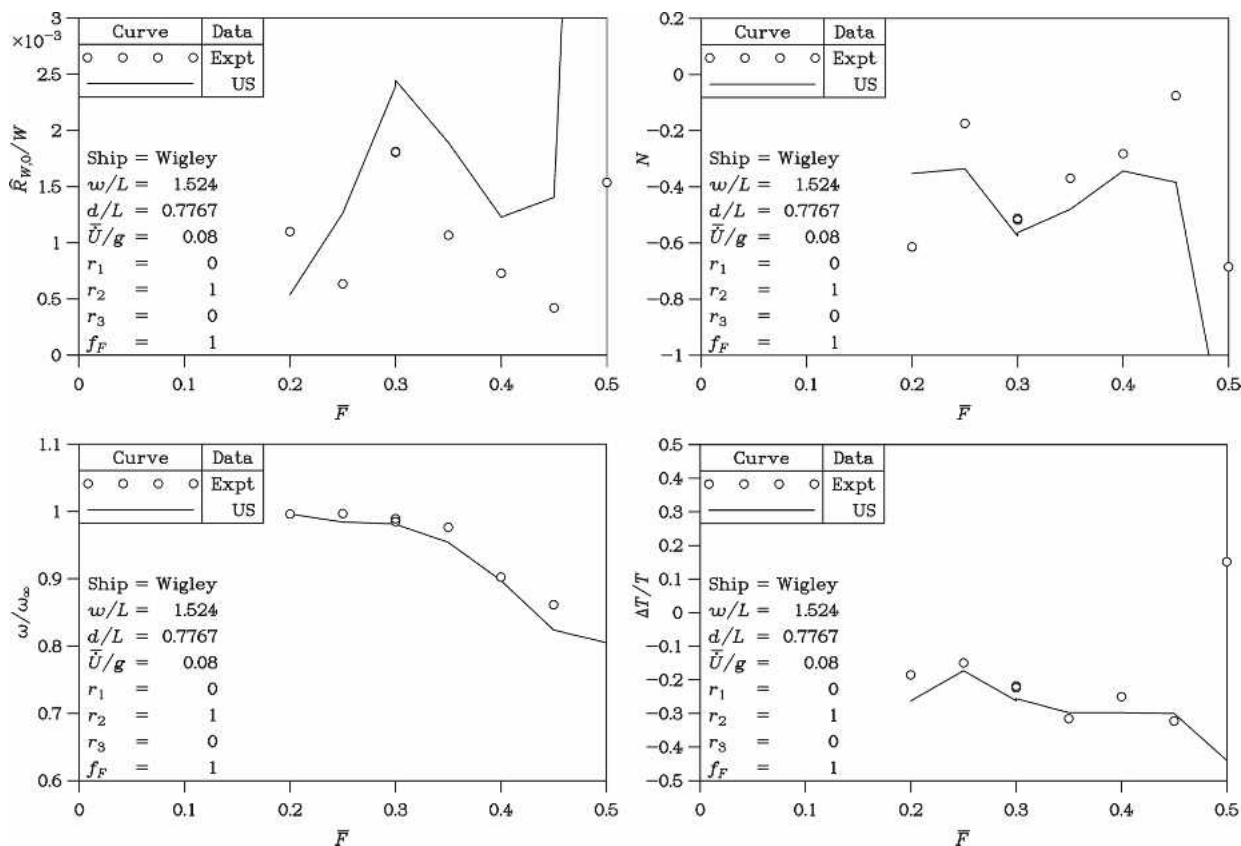 3
×10⁻³
2.5
2
1.5
1
0.5
0
R̂_{W,0}/W
Curve Data
Expt
US
Ship = Wigley
w/L = 1.524
d/L = 0.7767
U̇̄/g = 0.08
r₁ = 0
r₂ = 1
r₃ = 0
f_F = 1
0 0.1 0.2 0.3 0.4 0.5
F̄
0.2
0
−0.2
−0.4
−0.6
−0.8
−1
N
Curve Data
Expt
US
Ship = Wigley
w/L = 1.524
d/L = 0.7767
U̇̄/g = 0.08
r₁ = 0
r₂ = 1
r₃ = 0
f_F = 1
0 0.1 0.2 0.3 0.4 0.5
F̄
1.1
1
0.9
0.8
0.7
0.6
ω/ω∞
Curve Data
Expt
US
Ship = Wigley
w/L = 1.524
d/L = 0.7767
U̇̄/g = 0.08
r₁ = 0
r₂ = 1
r₃ = 0
f_F = 1
0 0.1 0.2 0.3 0.4 0.5
F̄
0.5
0.4
0.3
0.2
0.1
0
−0.1
−0.2
−0.3
−0.4
−0.5
ΔT/T
Curve Data
Expt
US
Ship = Wigley
w/L = 1.524
d/L = 0.7767
U̇̄/g = 0.08
r₁ = 0
r₂ = 1
r₃ = 0
f_F = 1
0 0.1 0.2 0.3 0.4 0.5
F̄